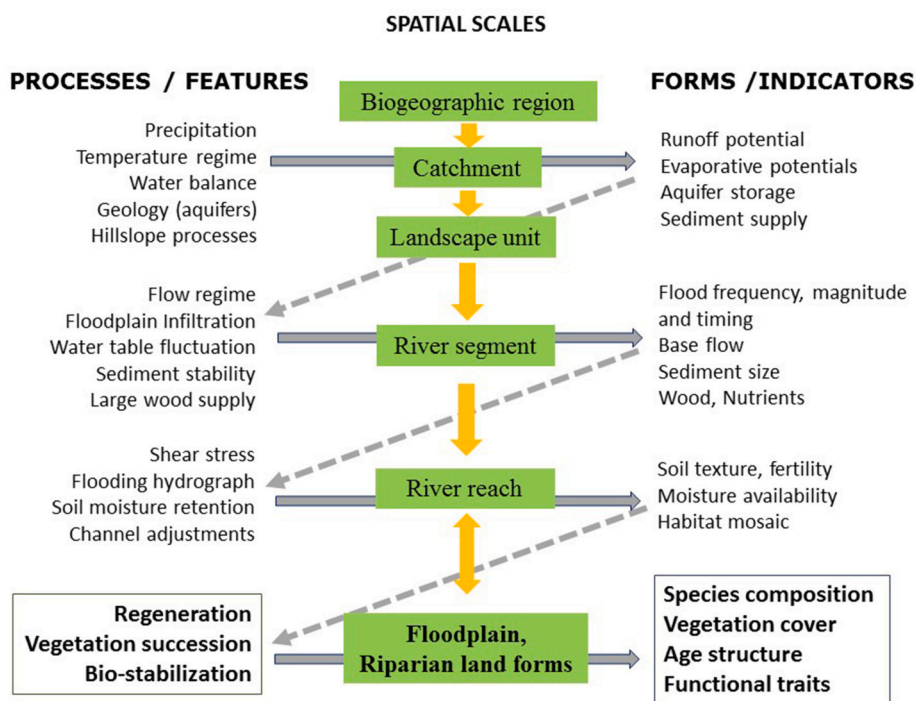 SPATIAL SCALES
PROCESSES / FEATURES
FORMS /INDICATORS
Biogeographic region
Precipitation
Temperature regime
Water balance
Geology (aquifers)
Hillslope processes
Catchment
Runoff potential
Evaporative potentials
Aquifer storage
Sediment supply
Landscape unit
Flow regime
Floodplain Infiltration
Water table fluctuation
Sediment stability
Large wood supply
River segment
Flood frequency, magnitude
and timing
Base flow
Sediment size
Wood, Nutrients
Shear stress
Flooding hydrograph
Soil moisture retention
Channel adjustments
River reach
Soil texture, fertility
Moisture availability
Habitat mosaic
Regeneration
Vegetation succession
Bio-stabilization
Floodplain,
Riparian land forms
Species composition
Vegetation cover
Age structure
Functional traits